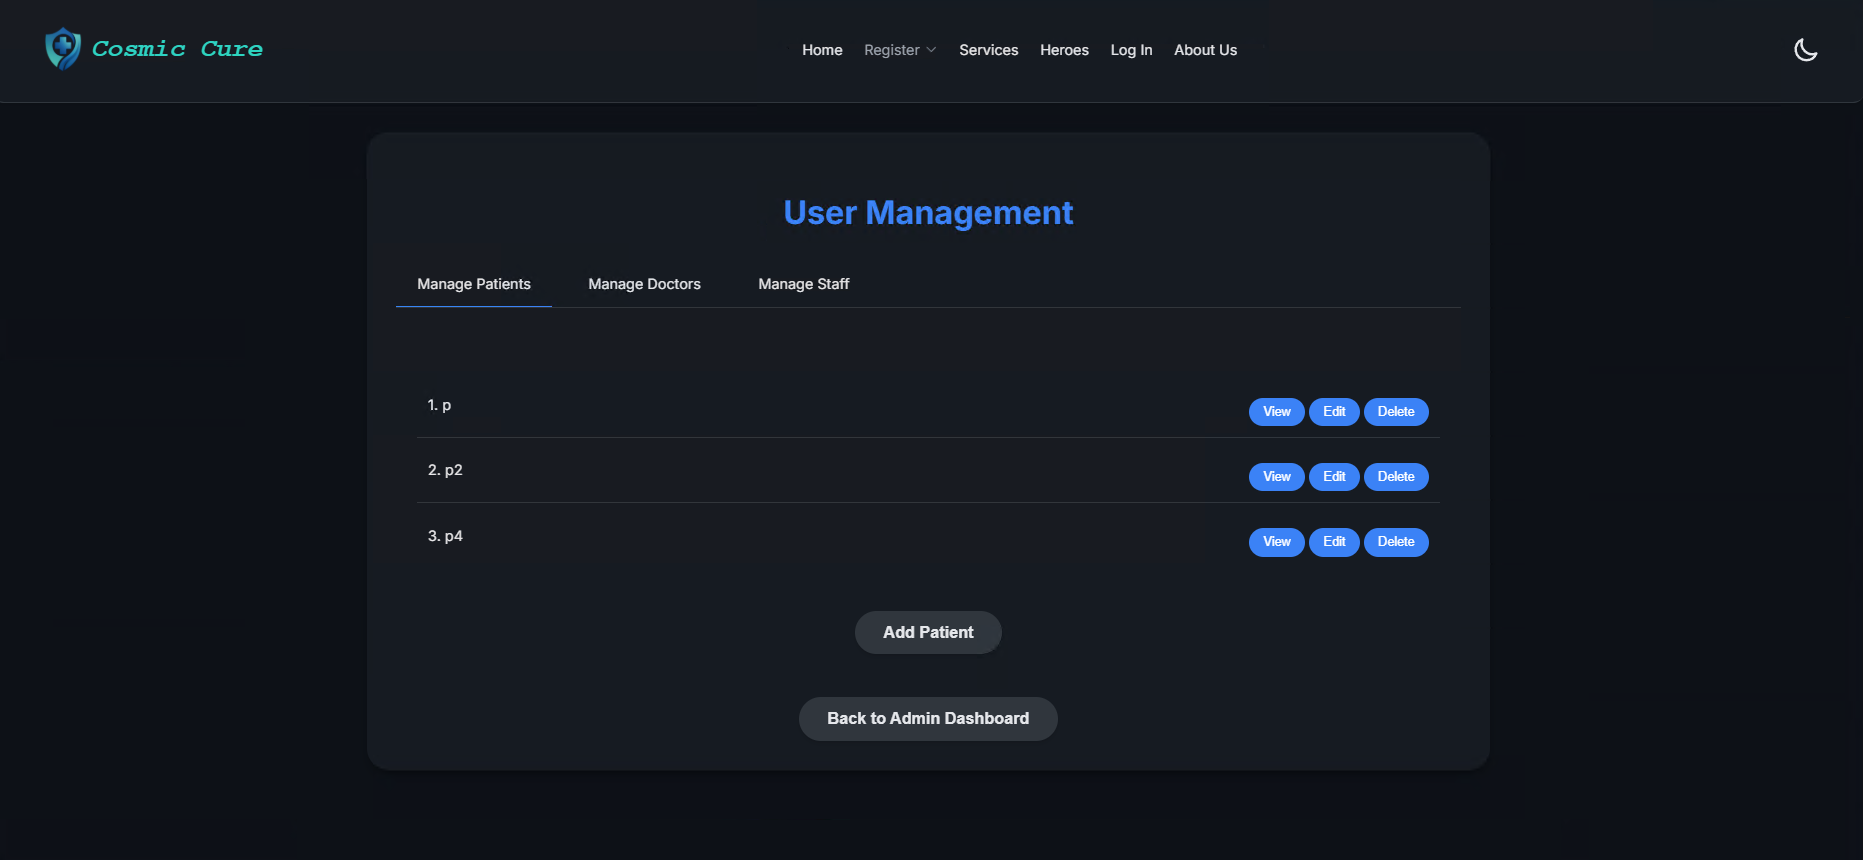 Cosmic Cure
Home Register Services Heroes Log In About Us
User Management
Manage Patients Manage Doctors Manage Staff
1. p View Edit Delete
2. p2 View Edit Delete
3. p4 View Edit Delete
Add Patient
Back to Admin Dashboard